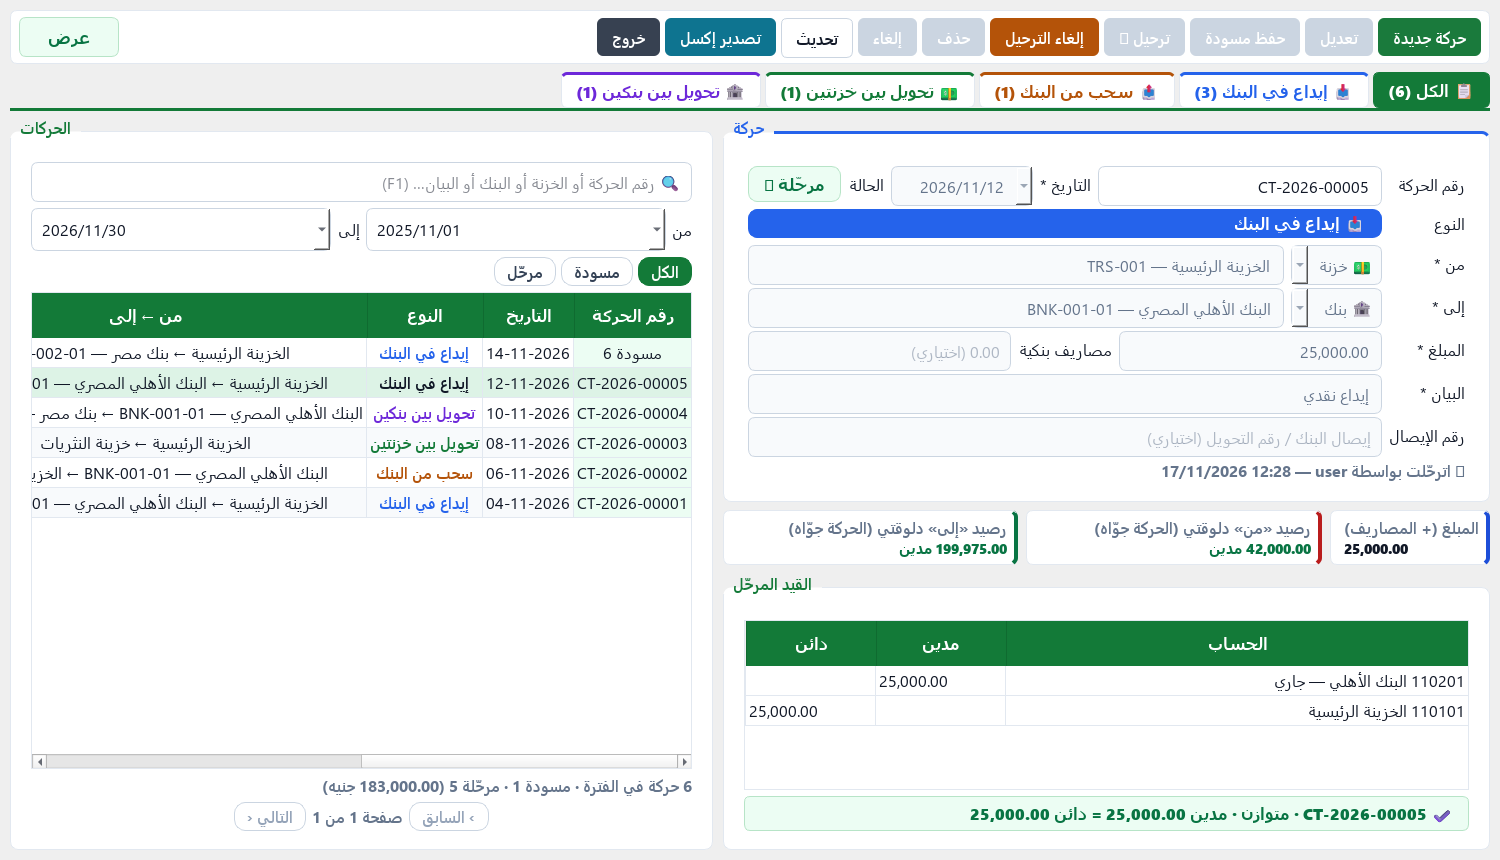 حركة جديدة
تعديل
حفظ مسودة
ترحيل
إلغاء الترحيل
حذف
إلغاء
تحديث
تصدير إكسل
خروج
عرض
الكل (6)
إيداع في البنك (3)
سحب من البنك (1)
تحويل بين خزنتين (1)
تحويل بين بنكين (1)
حركة
رقم الحركة
CT-2026-00005
التاريخ *
2026/11/12
الحالة
مرحّلة
النوع
إيداع في البنك
من *
خزنة
الخزينة الرئيسية — TRS-001
إلى *
بنك
البنك الأهلي المصري — BNK-001-01
المبلغ *
25,000.00
مصاريف بنكية
0.00 (اختياري)
البيان *
إيداع نقدي
رقم الإيصال
إيصال البنك / رقم التحويل (اختياري)
اترحّلت بواسطة user — 17/11/2026 12:28
المبلغ (+ المصاريف)
25,000.00
رصيد «من» دلوقتي (الحركة جوّاه)
42,000.00 مدين
رصيد «إلى» دلوقتي (الحركة جوّاه)
199,975.00 مدين
القيد المرحّل
الحساب مدين دائن
110201 البنك الأهلي — جاري 25,000.00
110101 الخزينة الرئيسية 25,000.00
CT-2026-00005 · متوازن · مدين 25,000.00 = دائن 25,000.00
الحركات
رقم الحركة أو الخزنة أو البنك أو البيان... (F1)
من
2025/11/01
إلى
2026/11/30
الكل
مسودة
مرحّل
رقم الحركة التاريخ النوع من ← إلى
مسودة 6 14-11-2026 إيداع في البنك الخزينة الرئيسية ← بنك مصر — 002-01-
CT-2026-00005 12-11-2026 إيداع في البنك الخزينة الرئيسية ← البنك الأهلي المصري — 01
CT-2026-00004 10-11-2026 تحويل بين بنكين البنك الأهلي المصري — BNK-001-01 ← بنك مصر -
CT-2026-00003 08-11-2026 تحويل بين خزنتين الخزينة الرئيسية ← خزينة النثريات
CT-2026-00002 06-11-2026 سحب من البنك البنك الأهلي المصري — BNK-001-01 ← الخزي
CT-2026-00001 04-11-2026 إيداع في البنك الخزينة الرئيسية ← البنك الأهلي المصري — 01
6 حركة في الفترة · مسودة 1 · مرحّلة 5 (183,000.00 جنيه)
‹ السابق
صفحة 1 من 1
التالي ›